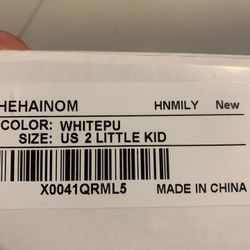 HEHAINOM HNMILY New
COLOR: WHITEPU
SIZE: US 2 LITTLE KID
X0041QRML5
MADE IN CHINA